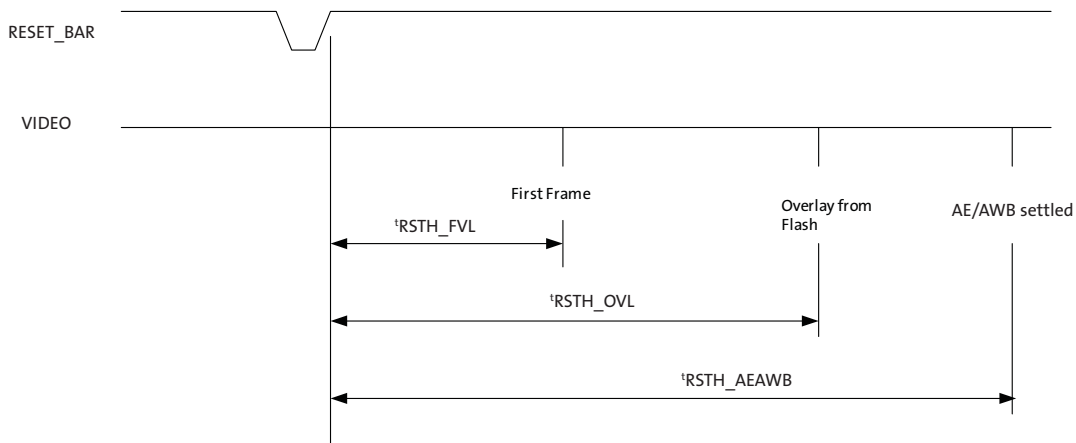 RESET_BAR
VIDEO
First Frame
Overlay from
Flash
AE/AWB settled
tRSTH_FVL
tRSTH_OVL
tRSTH_AEAWB